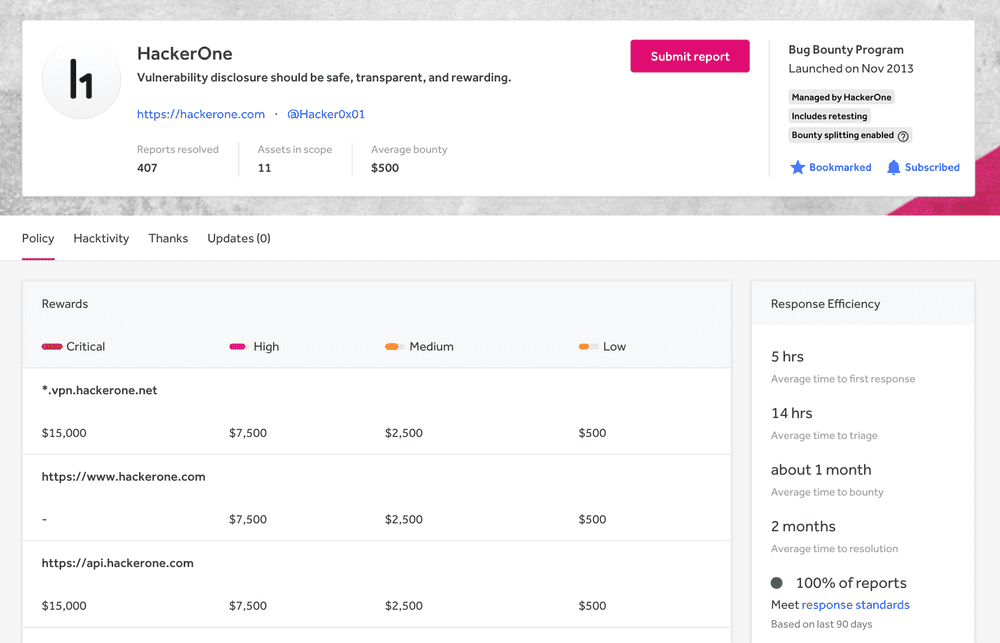 HackerOne
Vulnerability disclosure should be safe, transparent, and rewarding.
https://hackerone.com · @Hacker0x01
Reports resolved
407
Assets in scope
11
Average bounty
$500
Submit report
Bug Bounty Program
Launched on Nov 2013
Managed by HackerOne
Includes retesting
Bounty splitting enabled ?
Bookmarked Subscribed
Policy Hacktivity Thanks Updates (0)
Rewards
Critical High Medium Low
*.vpn.hackerone.net
$15,000 $7,500 $2,500 $500
https://www.hackerone.com
- $7,500 $2,500 $500
https://api.hackerone.com
$15,000 $7,500 $2,500 $500
Response Efficiency
5 hrs
Average time to first response
14 hrs
Average time to triage
about 1 month
Average time to bounty
2 months
Average time to resolution
100% of reports
Meet response standards
Based on last 90 days